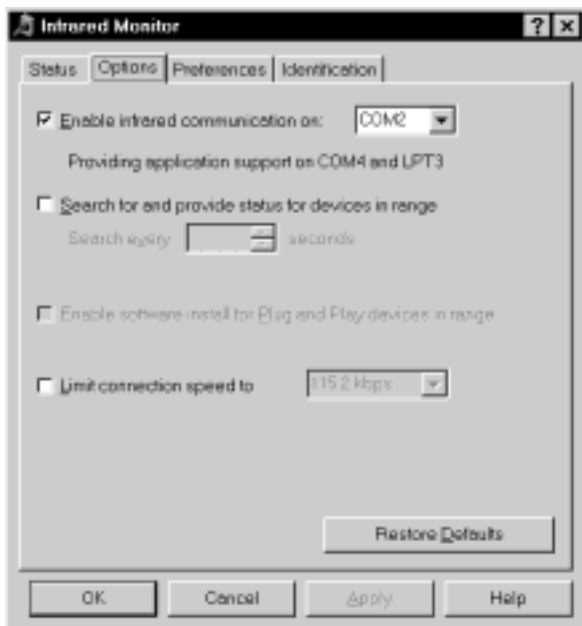 Infrared Monitor
Status Options Preferences Identification
Enable infrared communication on: COM2
Providing application support on COM4 and LPT3
Search for and provide status for devices in range
Search every seconds
Enable software install for Plug and Play devices in range
Limit connection speed to 115.2 kbps
Restore Defaults
OK Cancel Apply Help